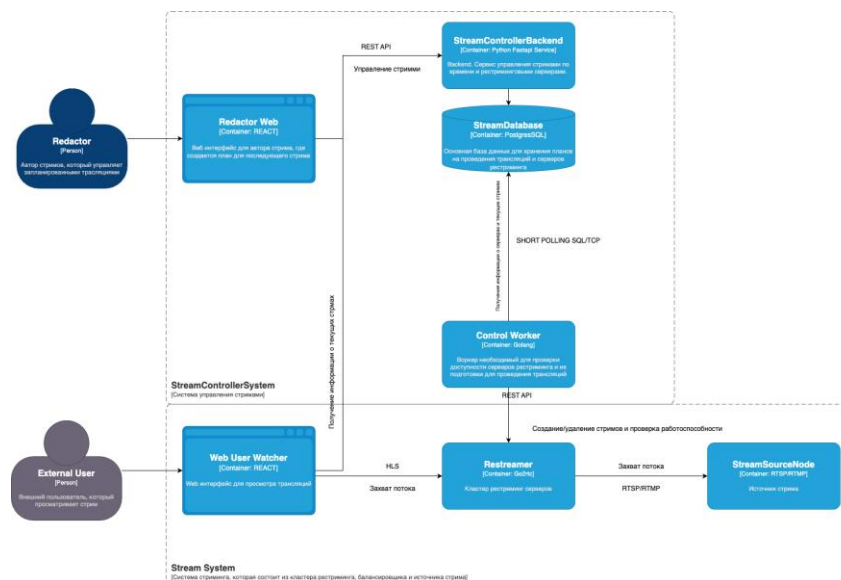 StreamControllerBackend
[Container: Python Fastapi Service]
Backend. Сервис управления стримами по
времени и рестриминговыми серверами.
REST API
Управление стримми
Redactor Web
[Container: REACT]
Веб интерфейс для автора стрима, где
создается план для последующего стрима
StreamDatabase
[Container: PostgresSQL]
Основная база данных для хранения планов
на проведения трансляций и серверов
рестриминга
Redactor
[Person]
Автор стримов, который управляет
запланированными трасляциями
Получение информации о серверах и текущих стримах
SHORT POLLING SQL/TCP
Получение информации о текущих стрмах
Control Worker
[Container: Golang]
Воркер необходимый для проверки
доступности серверов рестриминга и их
подготовки для проведения трансляций
REST API
StreamControllerSystem
[Система управления стримами]
Создание/удаление стримов и проверка работоспособности
External User
[Person]
Внешний пользователь, который
просматривает стрим
Web User Watcher
[Container: REACT]
Web интерфейс для просмотра трансляций
HLS
Захват потока
Restreamer
[Container: Go2rtc]
Кластер рестриминг серверов
Захват потока
RTSP/RTMP
StreamSourceNode
[Container: RTSP/RTMP]
Источник стрима
Stream System
[Система стриминга, которая состоит из кластера рестриминга, балансировщика и источника стрима]